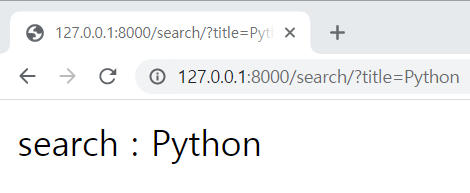 127.0.0.1:8000/search/?title=Pyt
127.0.0.1:8000/search/?title=Python
search : Python